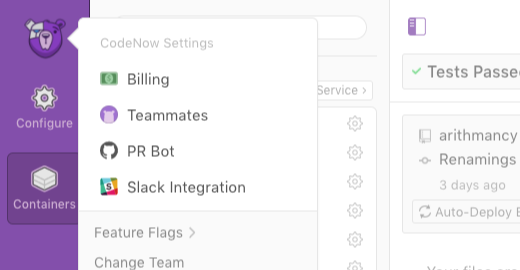 CodeNow Settings
Billing
Teammates
PR Bot
Slack Integration
Feature Flags
Change Team
Configure
Containers
Service
Tests Passe
arithmancy
Renamings
3 days ago
Auto-Deploy